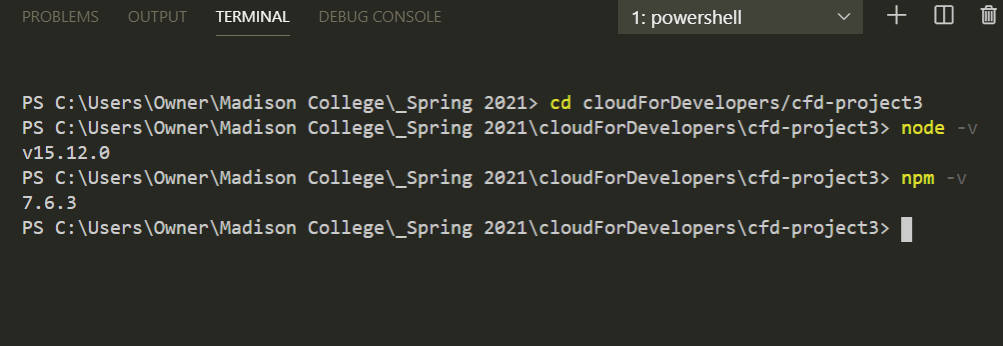 PROBLEMS OUTPUT TERMINAL DEBUG CONSOLE 1: powershell
PS C:\Users\Owner\Madison College\_Spring 2021> cd cloudForDevelopers/cfd-project3
PS C:\Users\Owner\Madison College\_Spring 2021\cloudForDevelopers\cfd-project3> node -v
v15.12.0
PS C:\Users\Owner\Madison College\_Spring 2021\cloudForDevelopers\cfd-project3> npm -v
7.6.3
PS C:\Users\Owner\Madison College\_Spring 2021\cloudForDevelopers\cfd-project3>